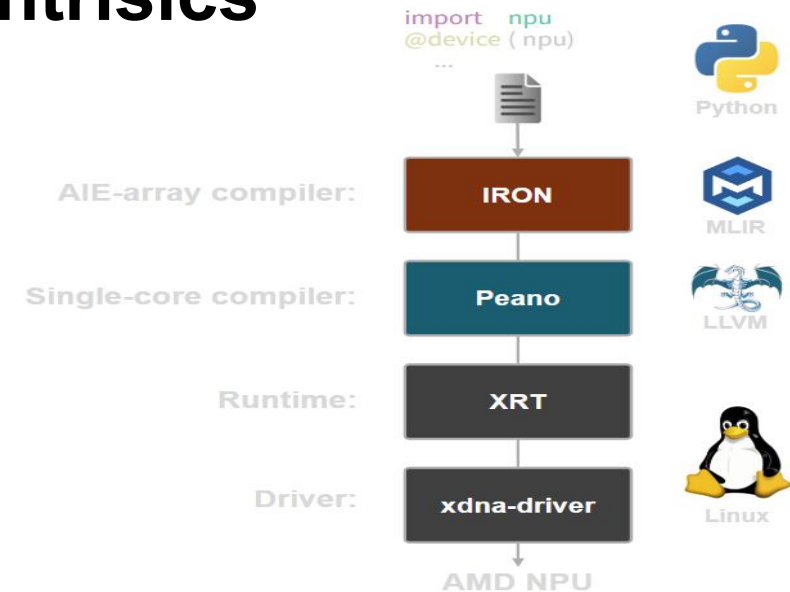 ntrisics
import npu
@device ( npu)
...
Python
AIE-array compiler:
IRON
MLIR
Single-core compiler:
Peano
LLVM
Runtime:
XRT
Driver:
xdna-driver
Linux
AMD NPU